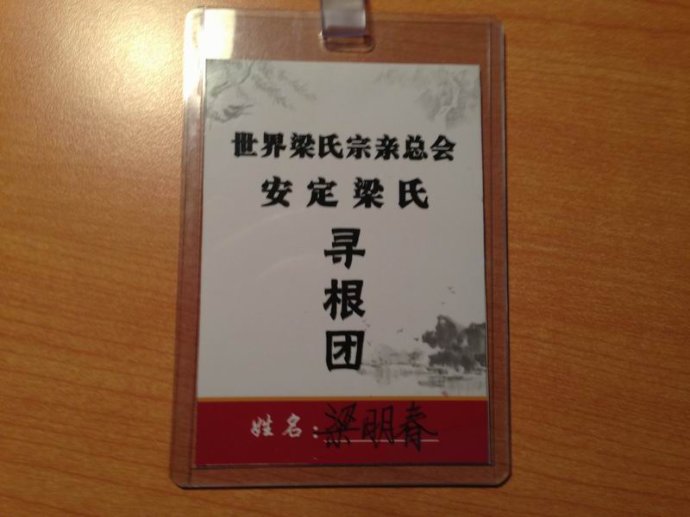 世界梁氏宗亲总会
安定梁氏
寻
根
团
姓名：梁明春